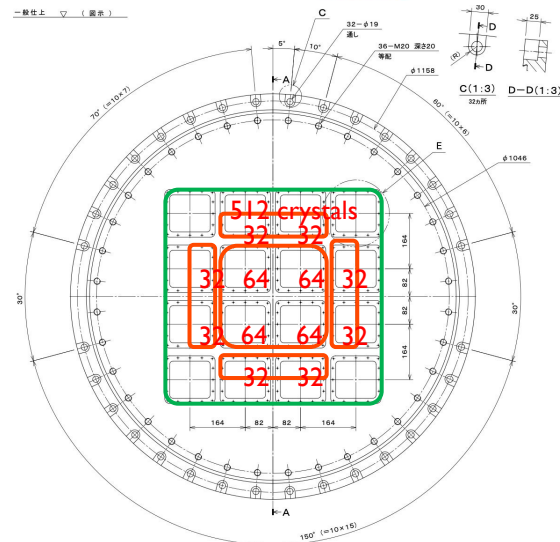 一般仕上 ▽ ( 図示 )
C
32-φ19
通し
5°
10°
A
36-M20 深さ20
等配
30
D
(R)
D
25
C(1:3)
32ヵ所
D-D(1:3)
φ1158
70° (=10×7)
60° (=10×6)
E
φ1046
512 crystals
32 32
164
32 64 64 32
82
30°
30°
82
32 64 64 32
164
32 32
164 82 82 164
A
150° (=10×15)